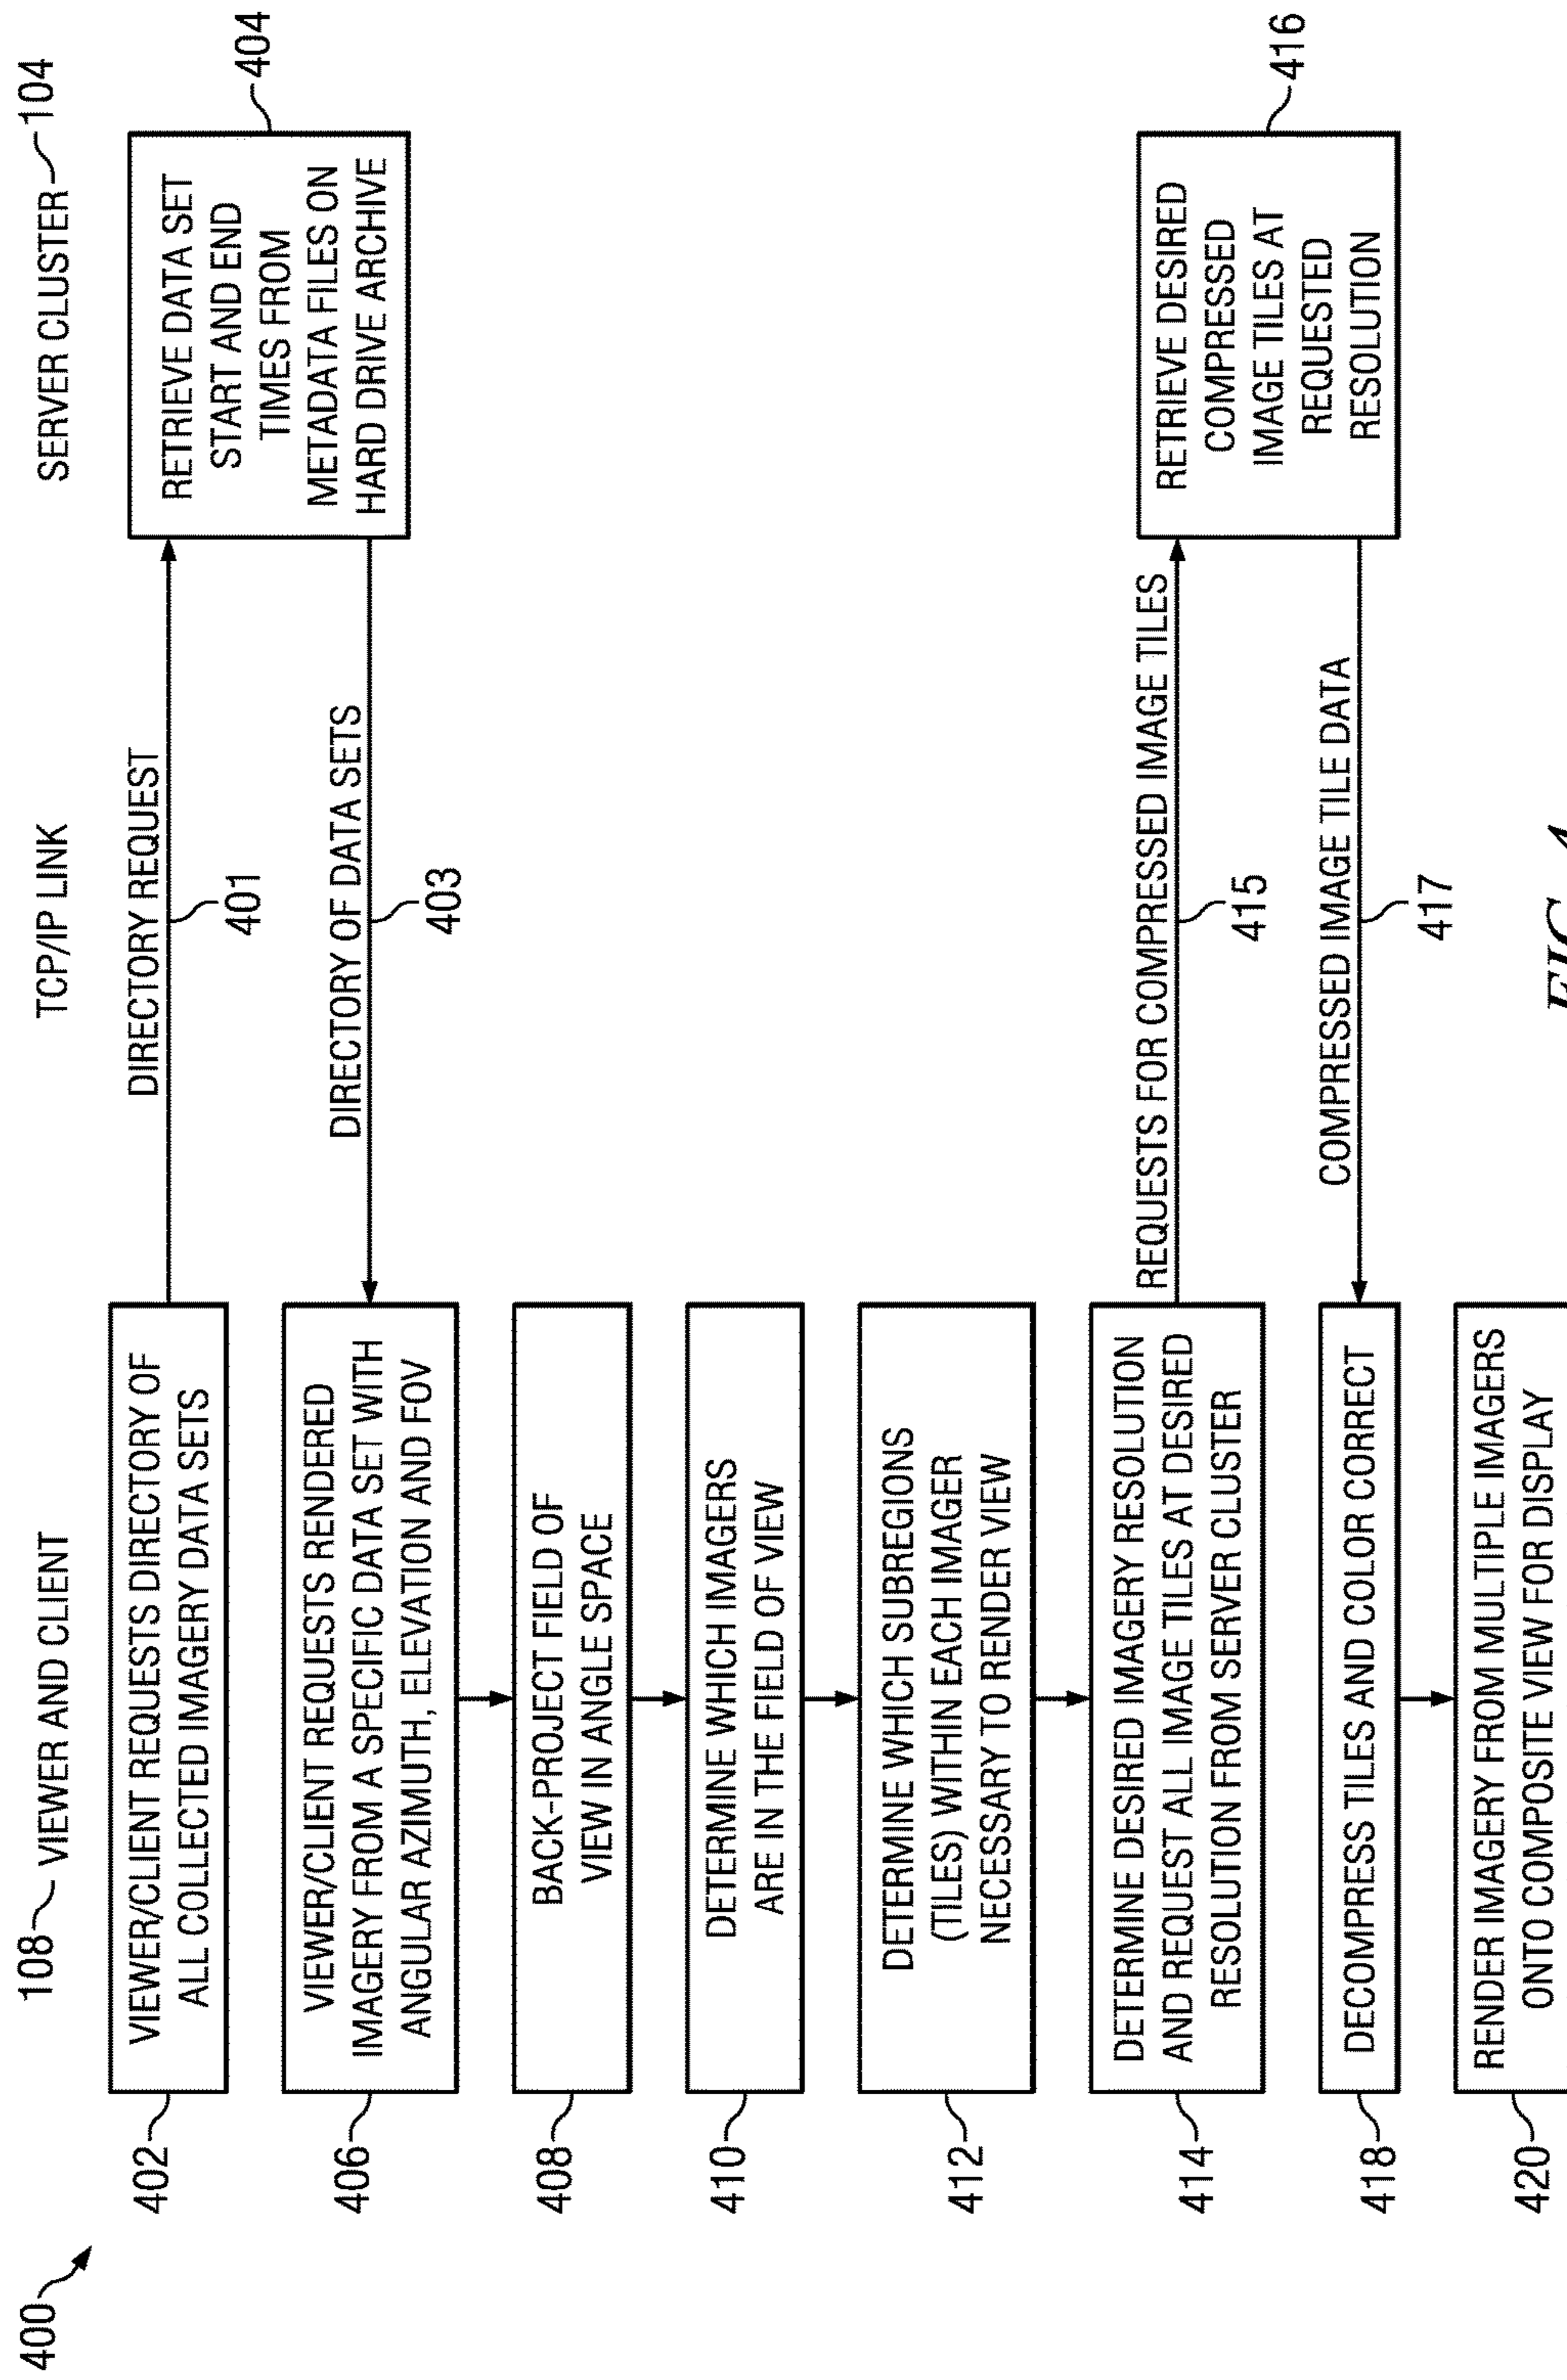 400
108 VIEWER AND CLIENT
TCP/IP LINK
SERVER CLUSTER 104
402
VIEWER/CLIENT REQUESTS DIRECTORY OF
ALL COLLECTED IMAGERY DATA SETS
DIRECTORY REQUEST
401
RETRIEVE DATA SET
START AND END
TIMES FROM
METADATA FILES ON
HARD DRIVE ARCHIVE
404
406
VIEWER/CLIENT REQUESTS RENDERED
IMAGERY FROM A SPECIFIC DATA SET WITH
ANGULAR AZIMUTH, ELEVATION AND FOV
DIRECTORY OF DATA SETS
403
408
BACK-PROJECT FIELD OF
VIEW IN ANGLE SPACE
410
DETERMINE WHICH IMAGERS
ARE IN THE FIELD OF VIEW
412
DETERMINE WHICH SUBREGIONS
(TILES) WITHIN EACH IMAGER
NECESSARY TO RENDER VIEW
414
DETERMINE DESIRED IMAGERY RESOLUTION
AND REQUEST ALL IMAGE TILES AT DESIRED
RESOLUTION FROM SERVER CLUSTER
REQUESTS FOR COMPRESSED IMAGE TILES
415
RETRIEVE DESIRED
COMPRESSED
IMAGE TILES AT
REQUESTED
RESOLUTION
416
418
DECOMPRESS TILES AND COLOR CORRECT
COMPRESSED IMAGE TILE DATA
417
420
RENDER IMAGERY FROM MULTIPLE IMAGERS
ONTO COMPOSITE VIEW FOR DISPLAY
FIG. 4